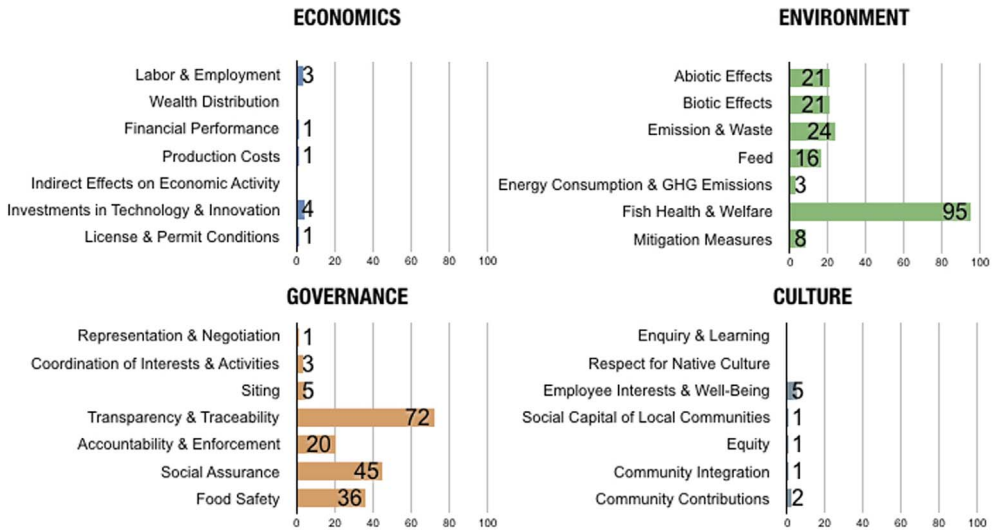 ECONOMICS
Labor & Employment 3
Wealth Distribution
Financial Performance 1
Production Costs 1
Indirect Effects on Economic Activity
Investments in Technology & Innovation 4
License & Permit Conditions 1
0 20 40 60 80 100
ENVIRONMENT
Abiotic Effects 21
Biotic Effects 21
Emission & Waste 24
Feed 16
Energy Consumption & GHG Emissions 3
Fish Health & Welfare 95
Mitigation Measures 8
0 20 40 60 80 100
GOVERNANCE
Representation & Negotiation 1
Coordination of Interests & Activities 3
Siting 5
Transparency & Traceability 72
Accountability & Enforcement 20
Social Assurance 45
Food Safety 36
0 20 40 60 80 100
CULTURE
Enquiry & Learning
Respect for Native Culture
Employee Interests & Well-Being 5
Social Capital of Local Communities 1
Equity 1
Community Integration 1
Community Contributions 2
0 20 40 60 80 100